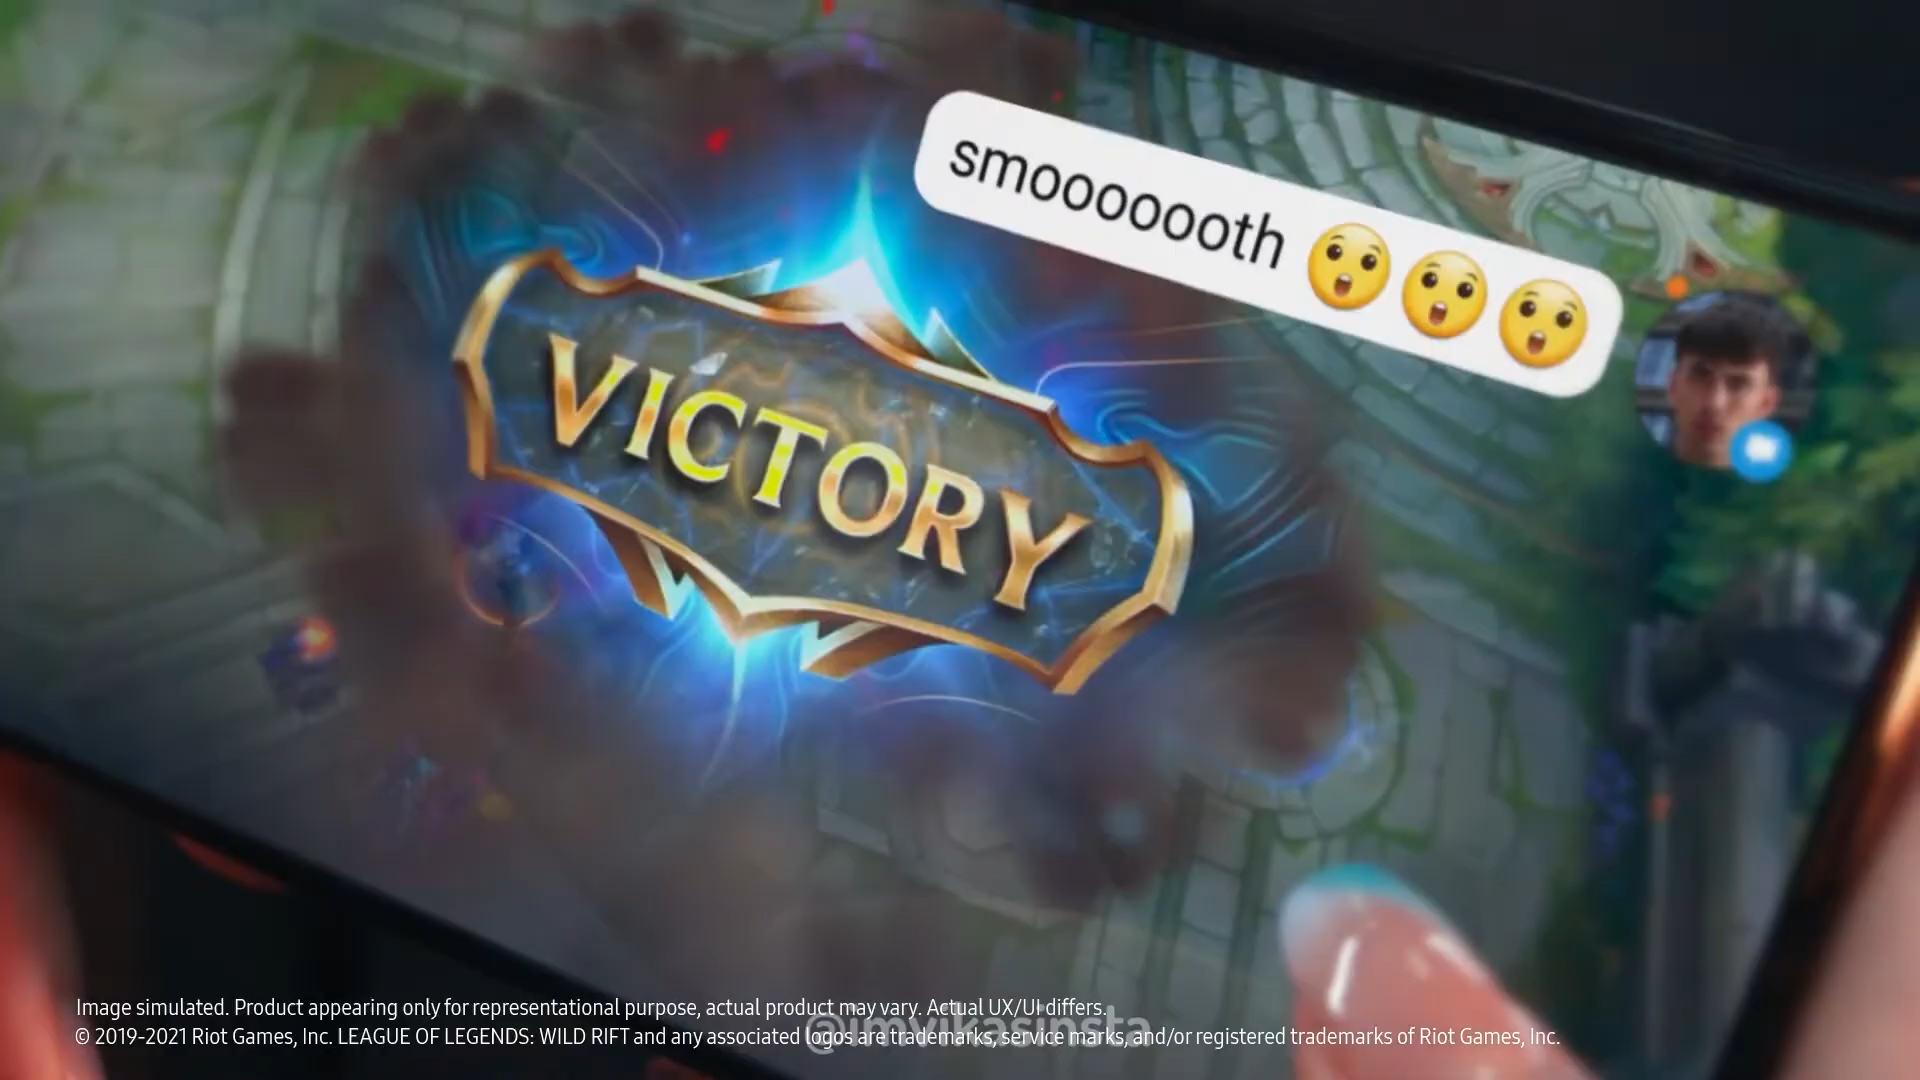 smooooooth 😲😲😲
VICTORY
Image simulated. Product appearing only for representational purpose, actual product may vary. Actual UX/UI differs.
@imvikasinsta
© 2019-2021 Riot Games, Inc. LEAGUE OF LEGENDS: WILD RIFT and any associated logos are trademarks, service marks, and/or registered trademarks of Riot Games, Inc.